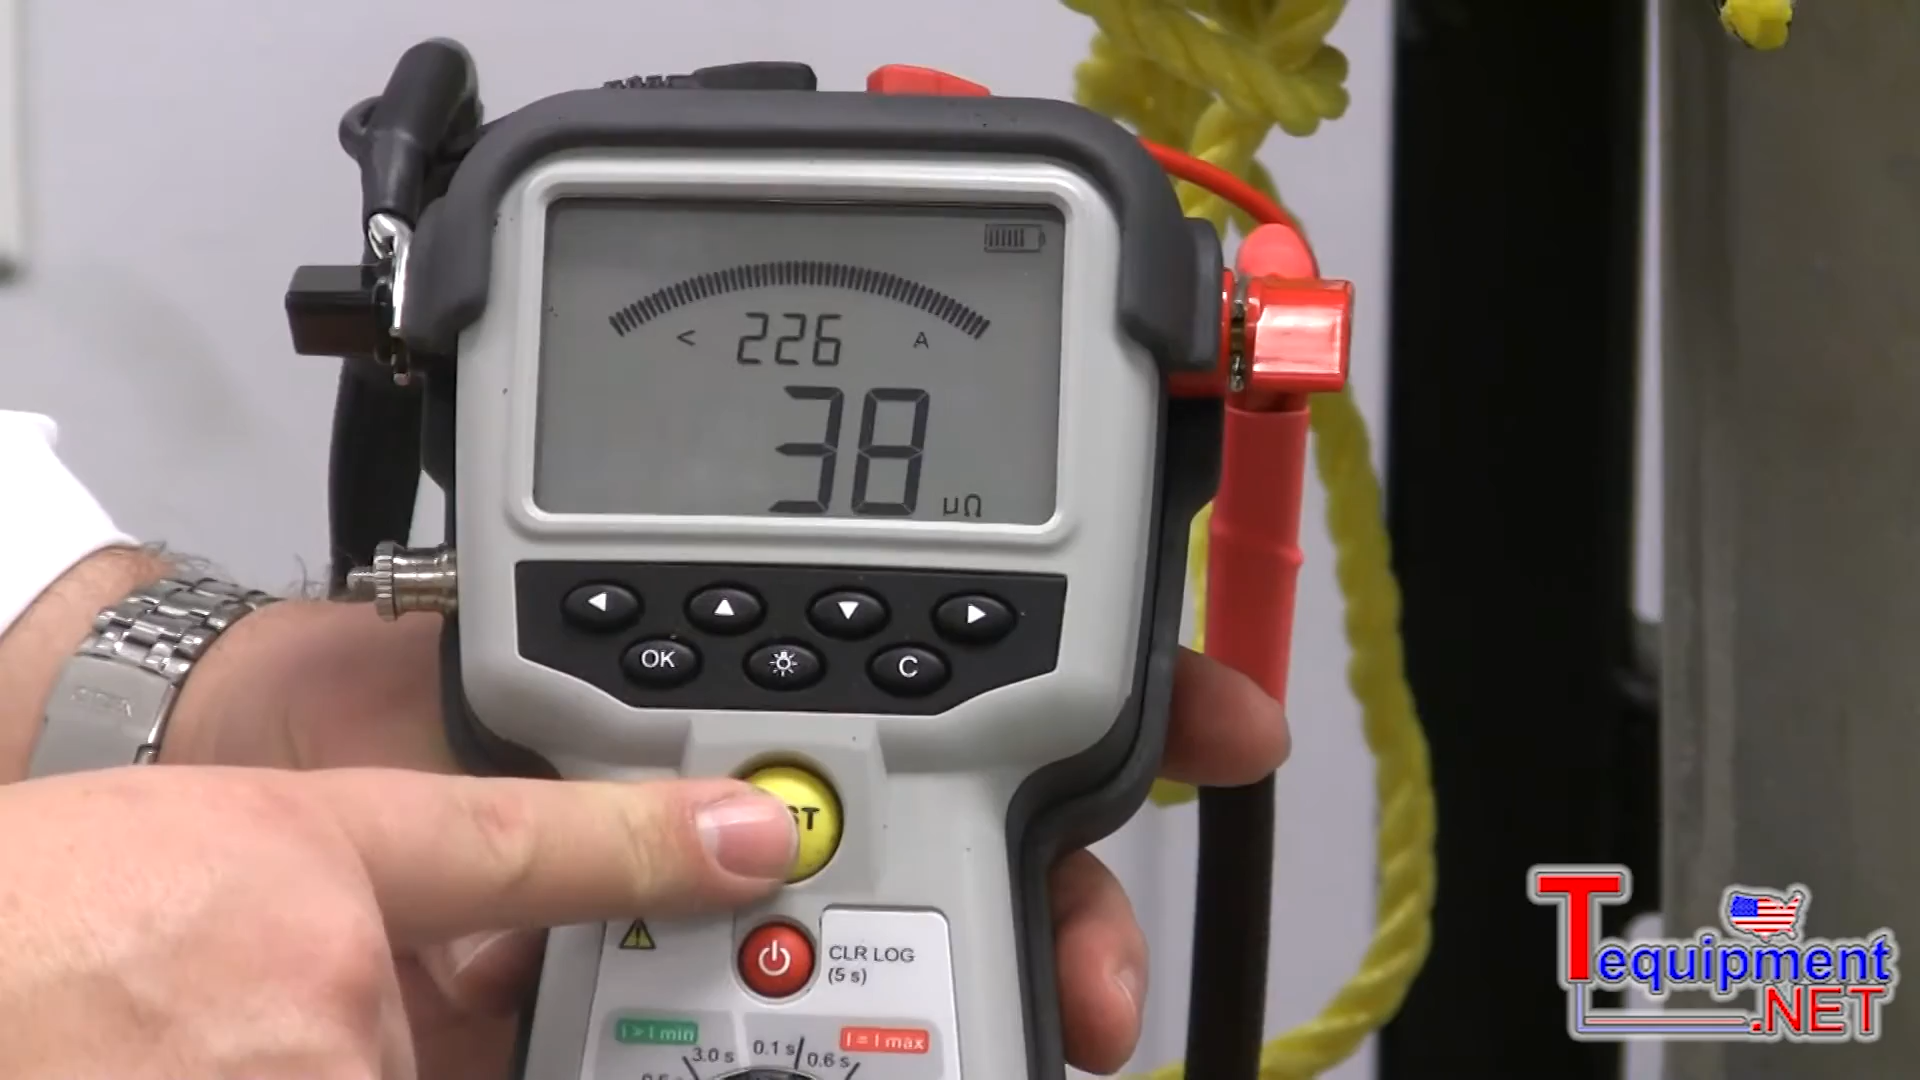 < 226 A
38 μΩ
OK
C
ST
CLR LOG
(5 s)
I > I min
I = I max
3.0 s
0.1 s
0.6 s
Tequipment
.NET